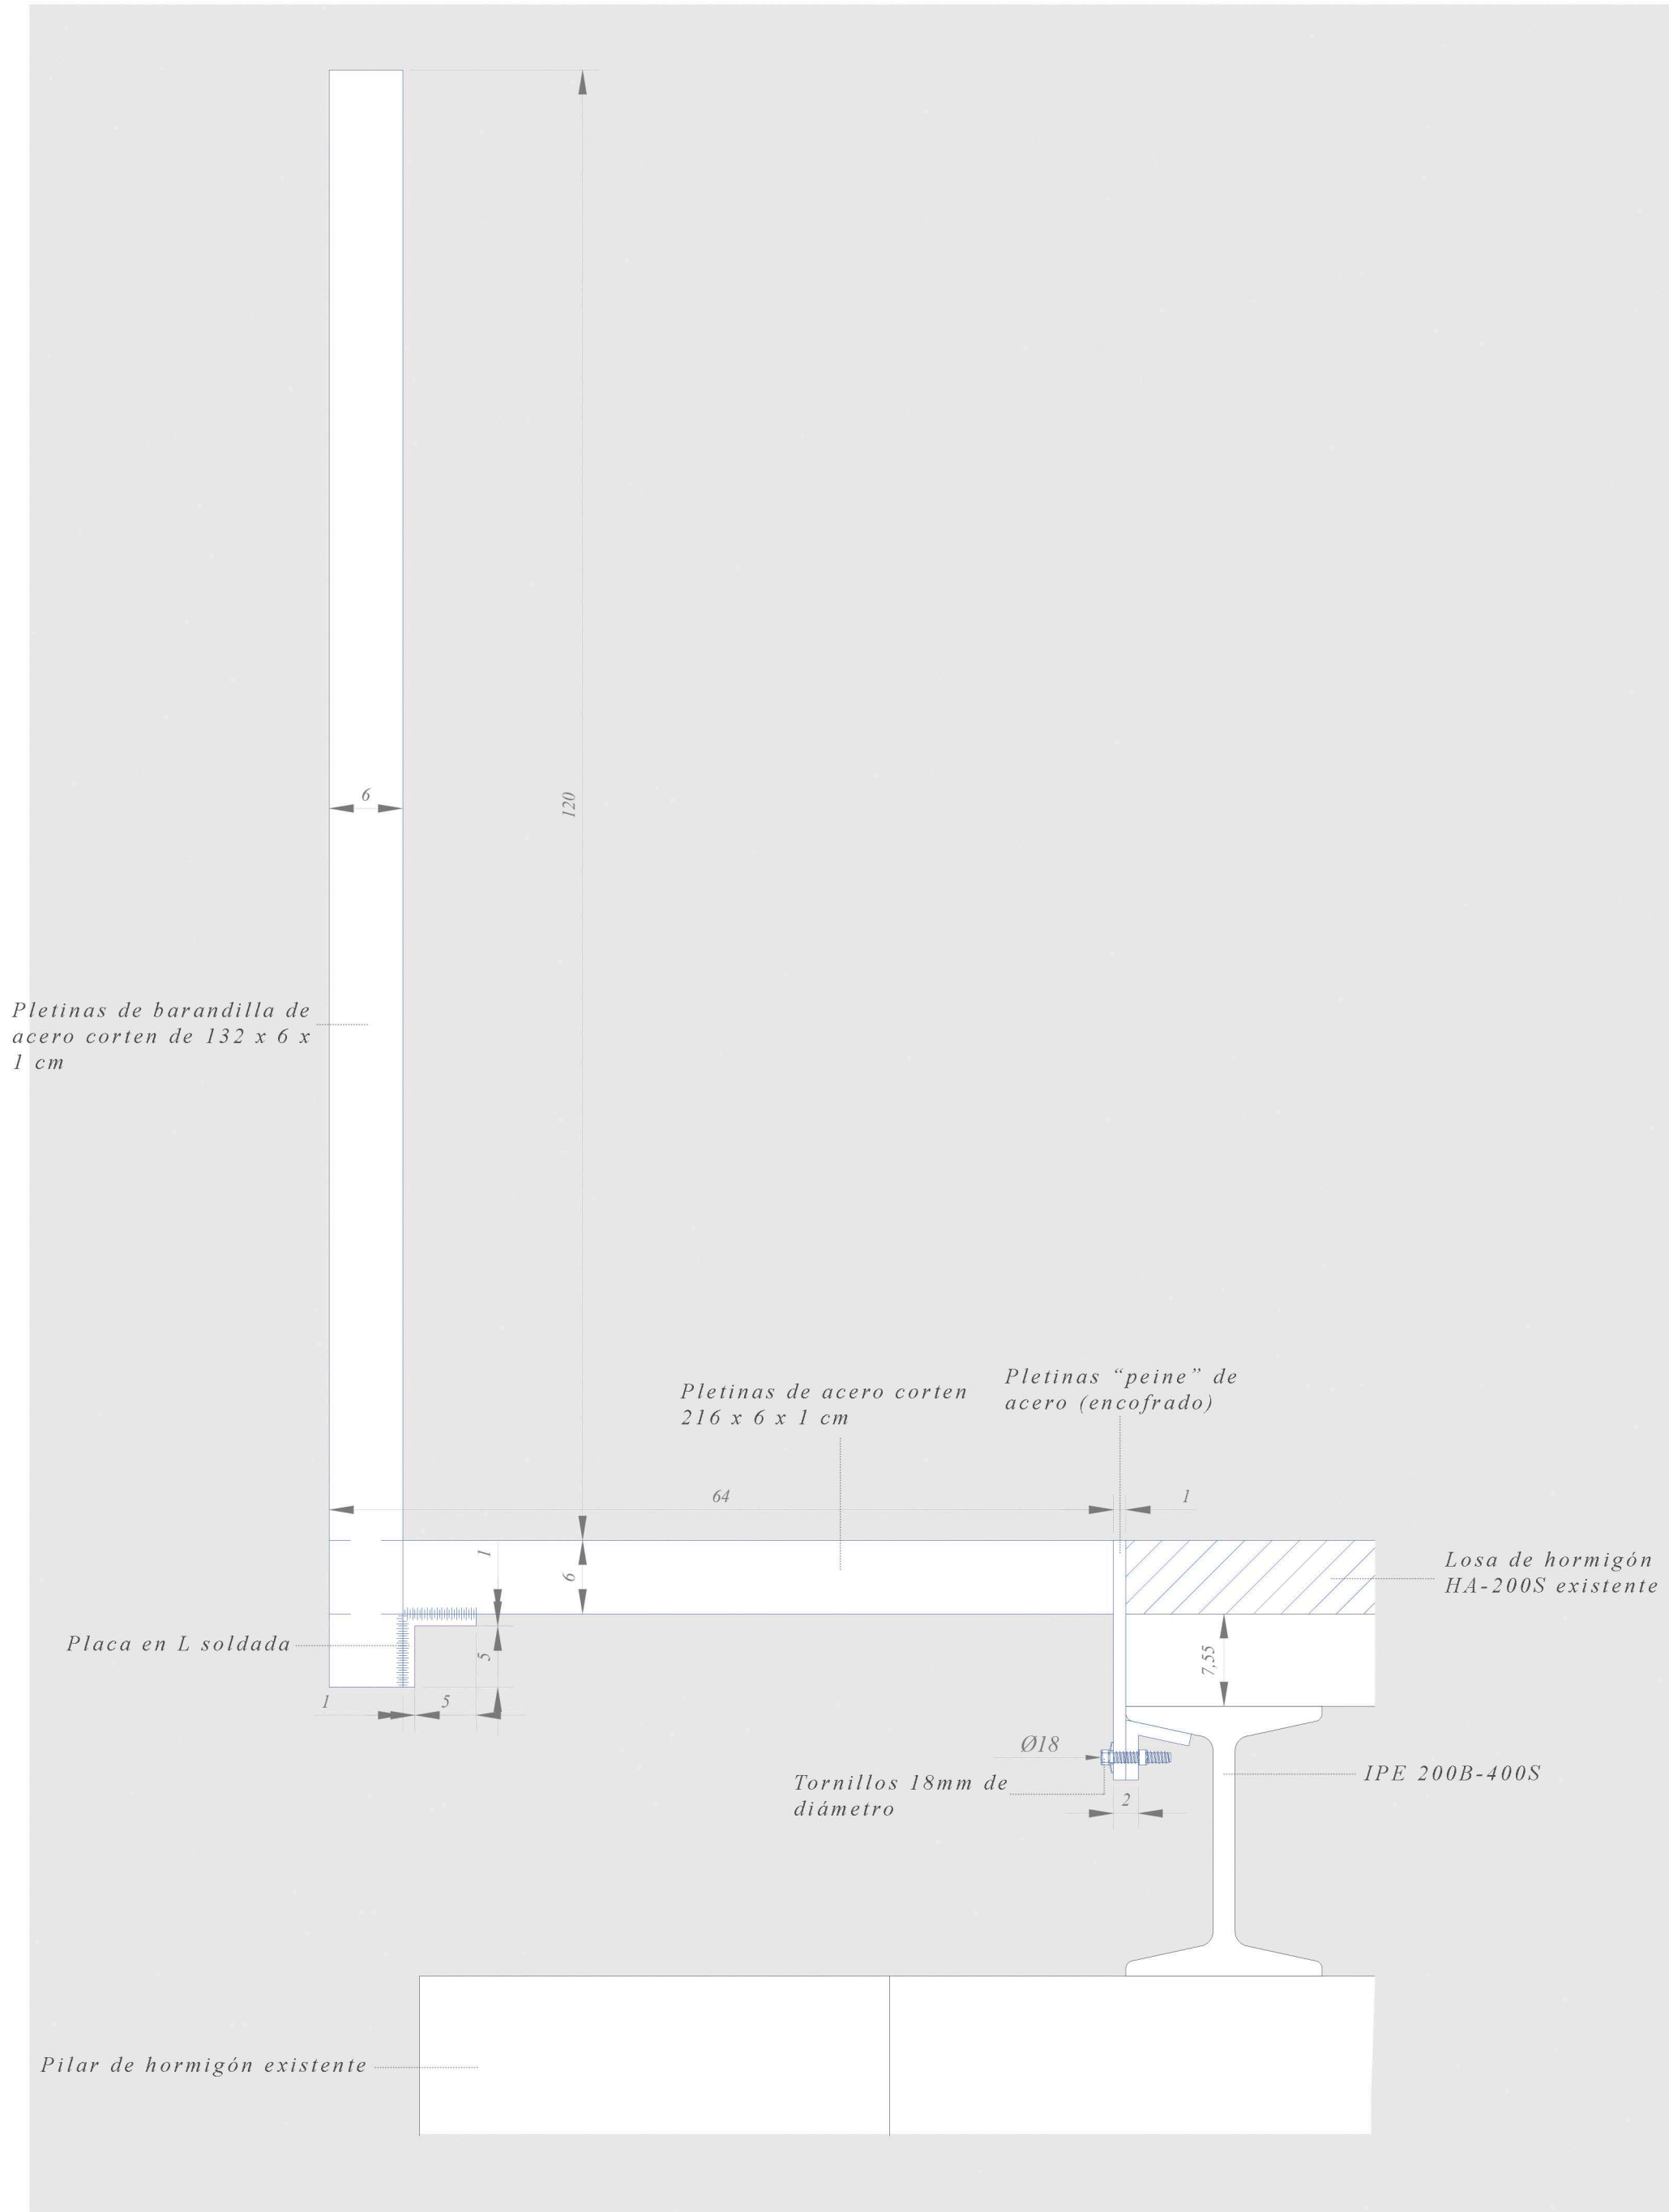 6
120
Pletinas de barandilla de
acero corten de 132 x 6 x
1 cm
Pletinas de acero corten
216 x 6 x 1 cm
Pletinas “peine” de
acero (encofrado)
64
1
1
6
Losa de hormigón
HA-200S existente
Placa en L soldada
5
7,55
1
5
Ø18
Tornillos 18mm de
diámetro
2
IPE 200B-400S
Pilar de hormigón existente